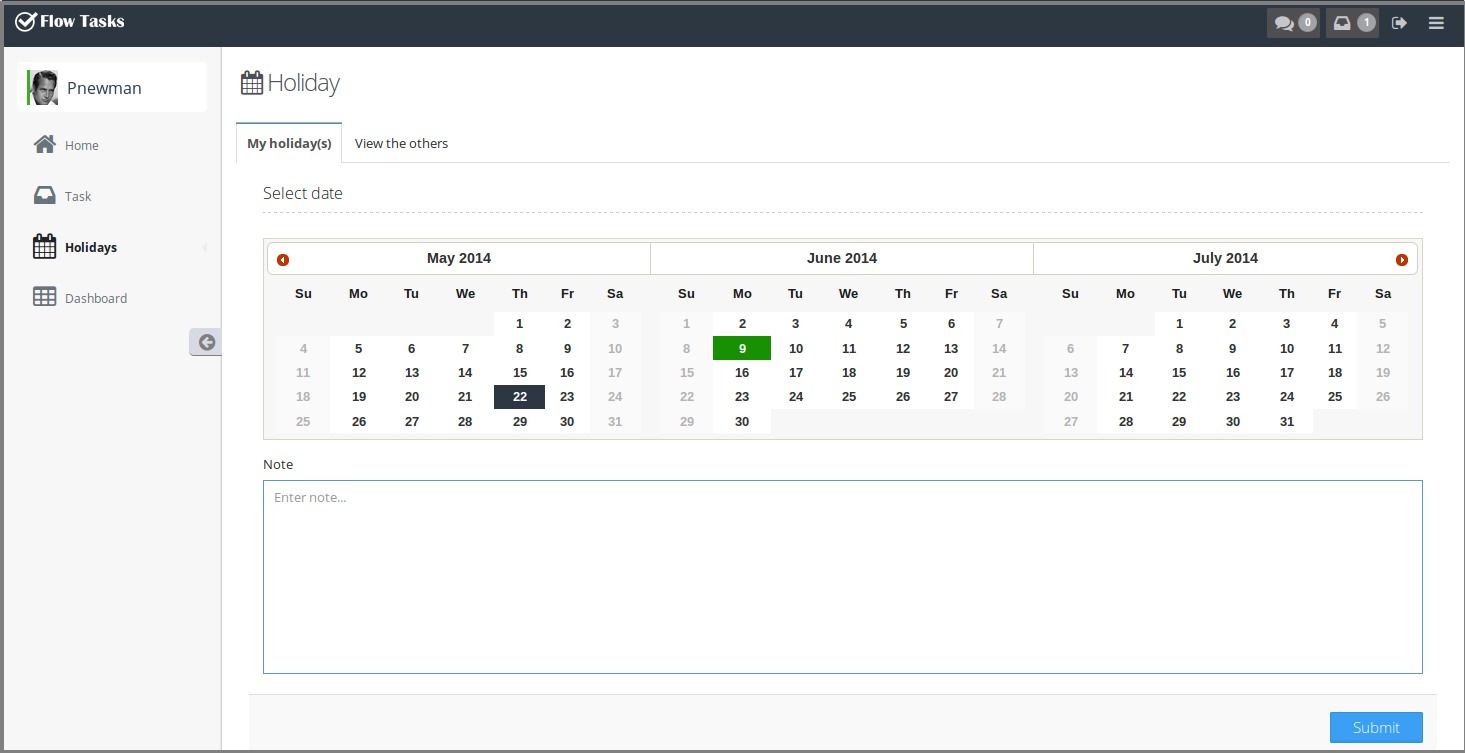 Flow Tasks 0 1
Pnewman
Home
Task
Holidays
Dashboard
Holiday
My holiday(s) View the others
Select date
May 2014 June 2014 July 2014
Su Mo Tu We Th Fr Sa Su Mo Tu We Th Fr Sa Su Mo Tu We Th Fr Sa
1 2 3 1 2 3 4 5 6 7 1 2 3 4 5
4 5 6 7 8 9 10 8 9 10 11 12 13 14 6 7 8 9 10 11 12
11 12 13 14 15 16 17 15 16 17 18 19 20 21 13 14 15 16 17 18 19
18 19 20 21 22 23 24 22 23 24 25 26 27 28 20 21 22 23 24 25 26
25 26 27 28 29 30 31 29 30 27 28 29 30 31
Note
Enter note...
Submit